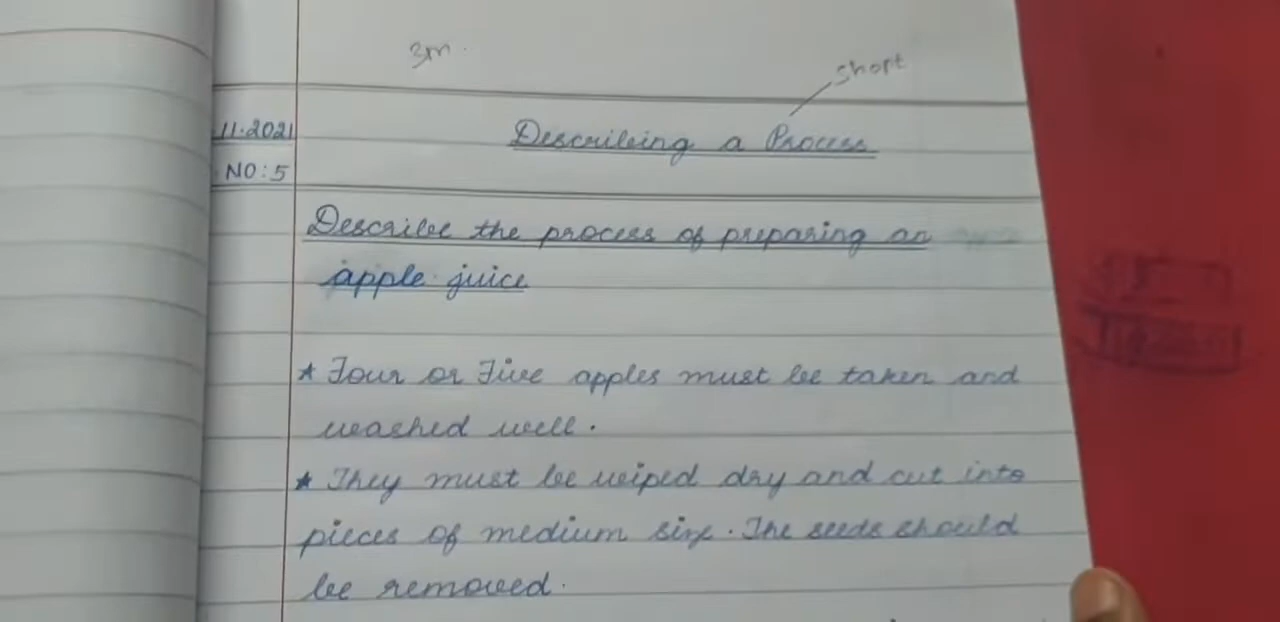 3m.
short
11.2021
Describing a Process
NO:5
Describe the process of preparing an
apple juice
★ Four or Five apples must be taken and
washed well.
★ They must be wiped dry and cut into
pieces of medium size. The seeds should
be removed.